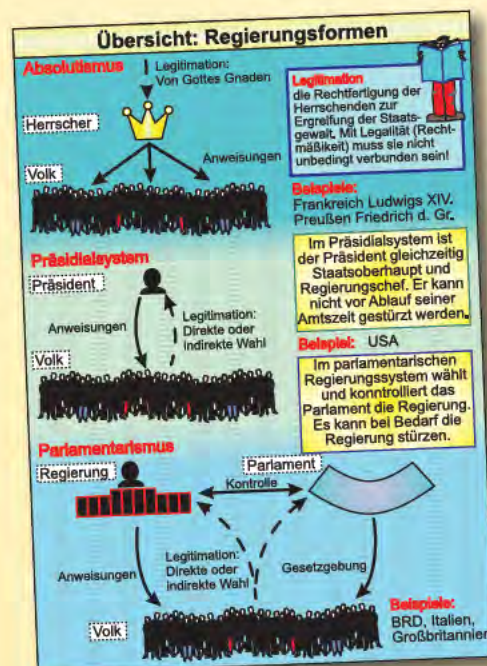 Übersicht: Regierungsformen
Absolutismus
Legitimation:
Von Gottes Gnaden
Herrscher
Anweisungen
Volk
Legitimation
die Rechtfertigung der
Herrschenden zur
Ergreifung der Staats-
gewalt. Mit Legalität (Recht-
mäßikeit) muss sie nicht
unbedingt verbunden sein!
Beispiele:
Frankreich Ludwigs XIV.
Preußen Friedrich d. Gr.
Präsidialsystem
Präsident
Anweisungen
Legitimation:
Direkte oder
indirekte Wahl
Volk
Im Präsidialsystem ist
der Präsident gleichzeitig
Staatsoberhaupt und
Regierungschef. Er kann
nicht vor Ablauf seiner
Amtszeit gestürzt werden.
Beispiel: USA
Im parlamentarischen
Regierungssystem wählt
und konntrolliert das
Parlament die Regierung.
Es kann bei Bedarf die
Regierung stürzen.
Parlamentarismus
Regierung
Parlament
Kontrolle
Anweisungen
Legitimation:
Direkte oder
indirekte Wahl
Gesetzgebung
Volk
Beispiele:
BRD, Italien,
Großbritannien